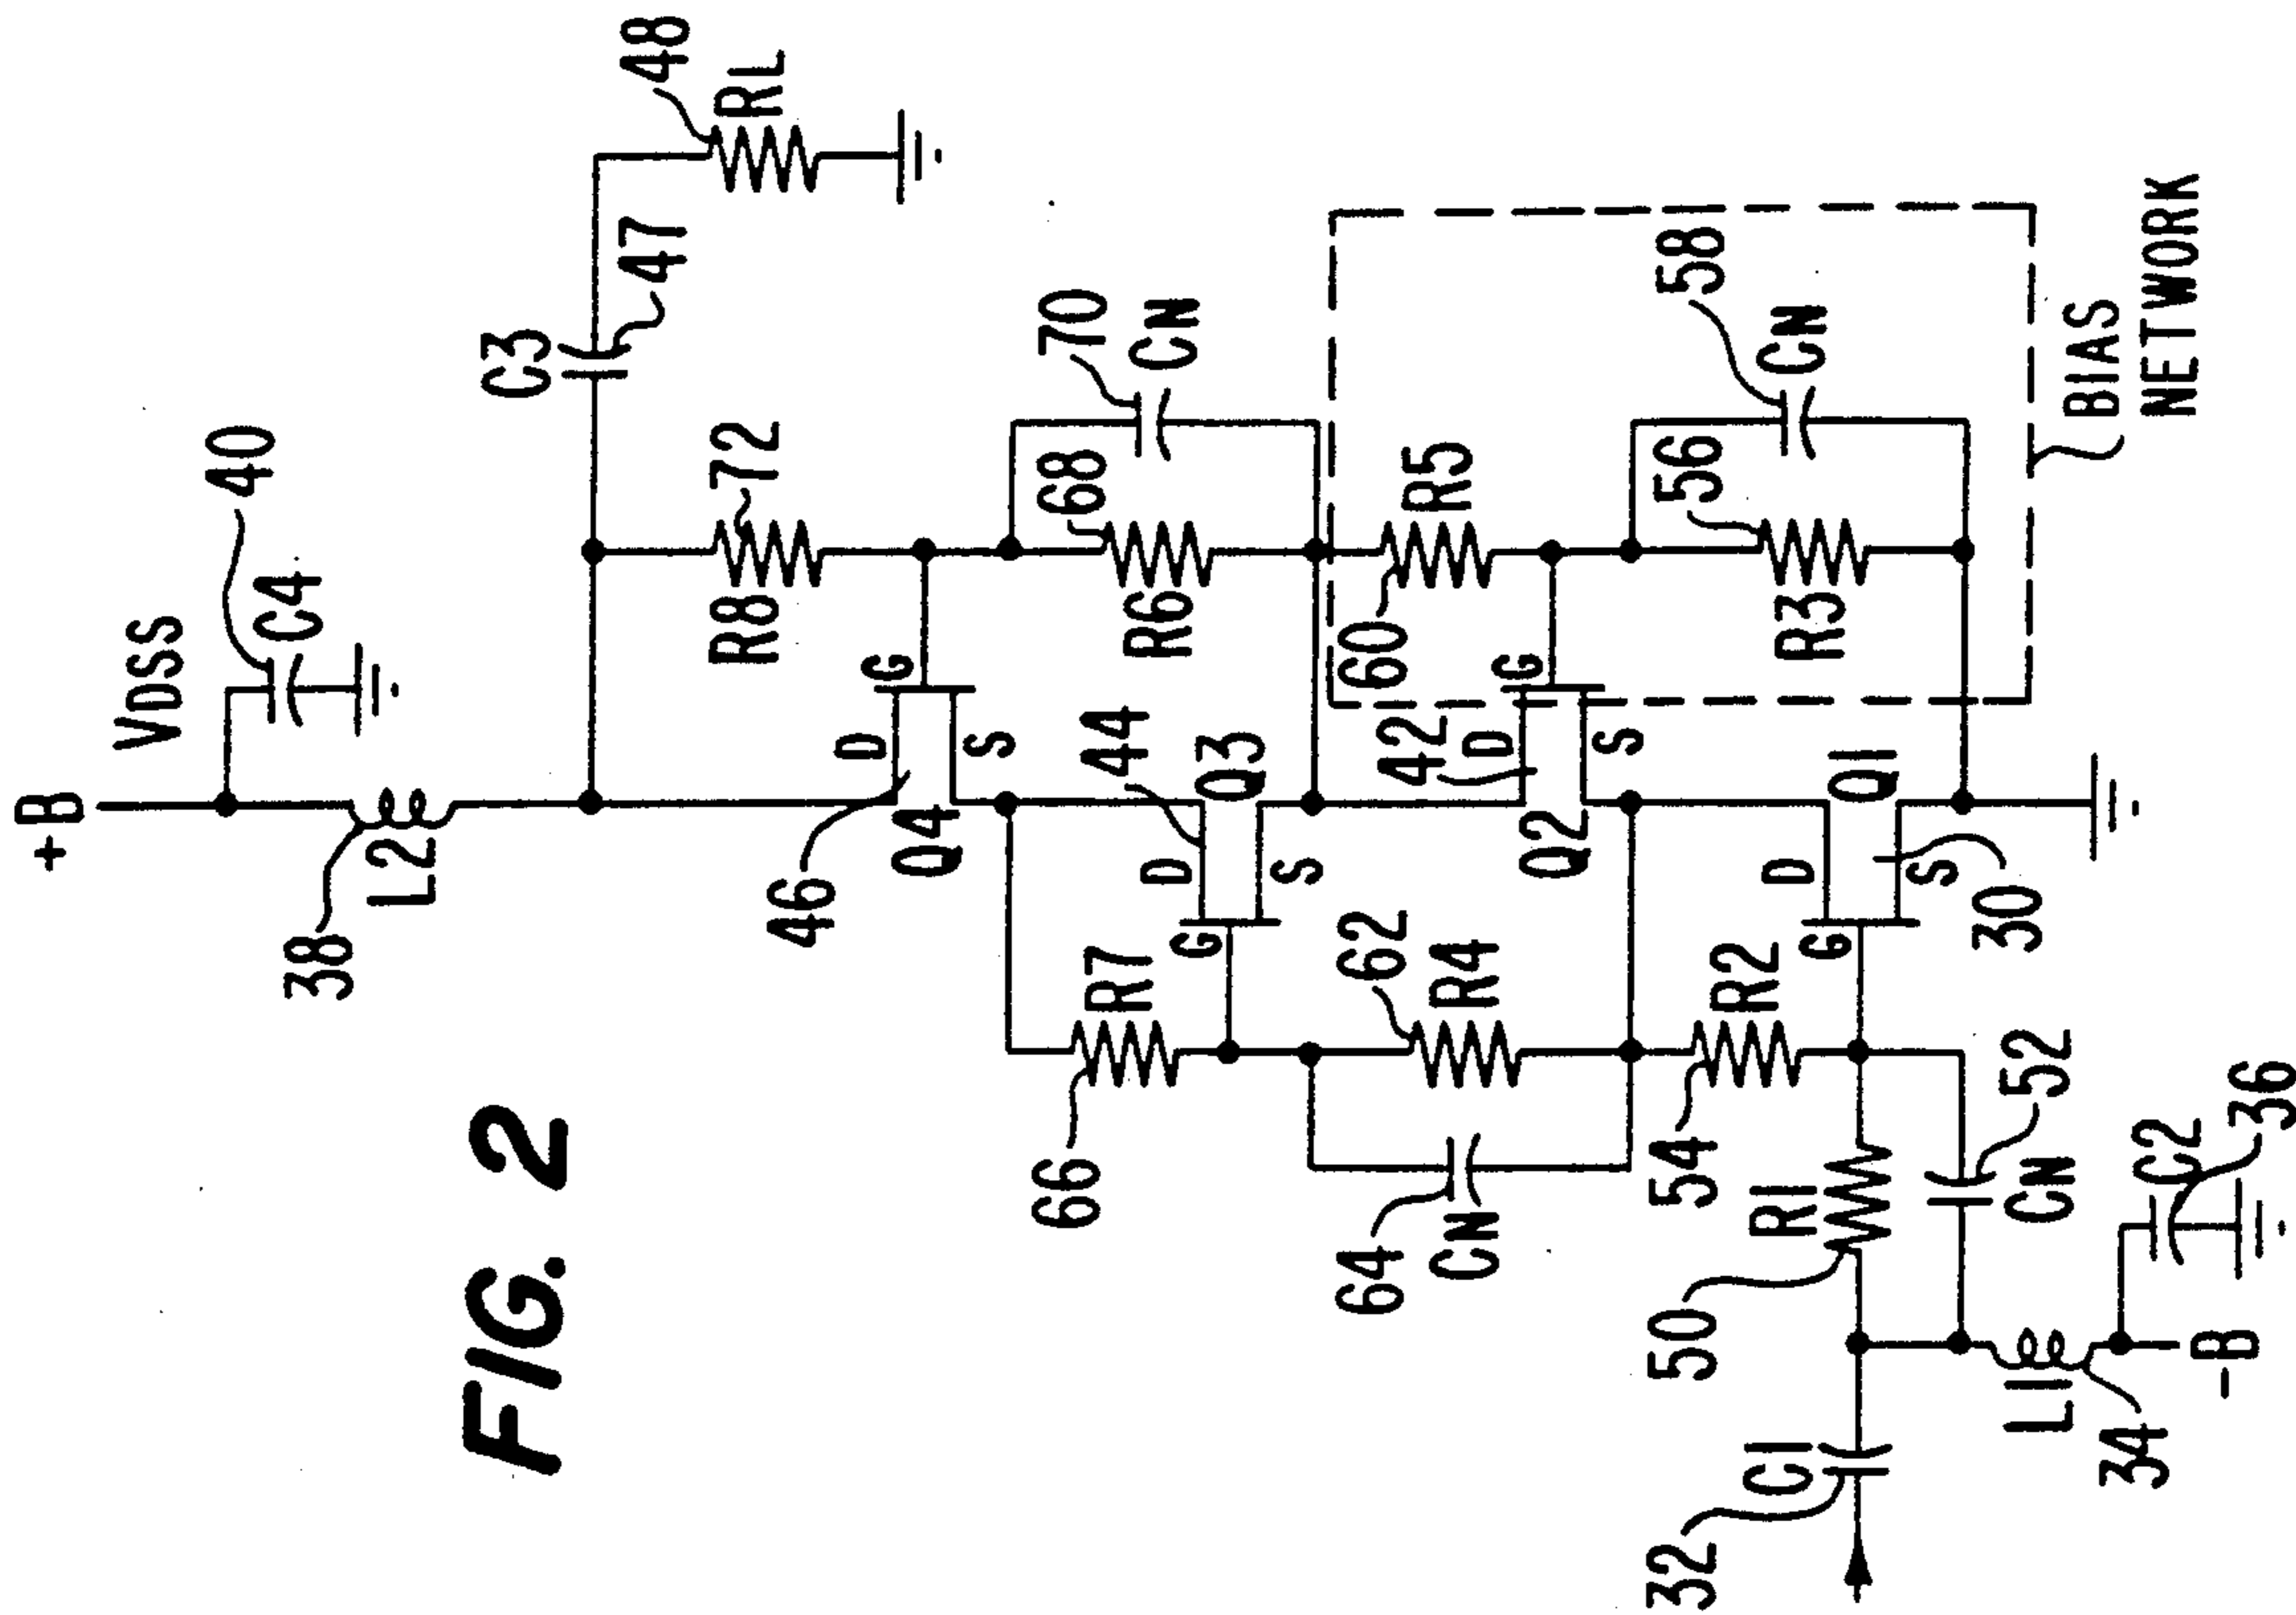 FIG. 2
+B
VDSS
40
C4
38
L2
C3
47
48
RL
R8
72
46
Q4
D
G
S
70
CN
68
R6
44
Q3
D
G
S
R7
66
62
R4
64
CN
42
Q2
D
G
S
60
R5
58
CN
56
R3
BIAS
NETWORK
54
R2
Q1
D
G
S
30
50
R1
52
CN
32
C1
34
L1
36
C2
-B